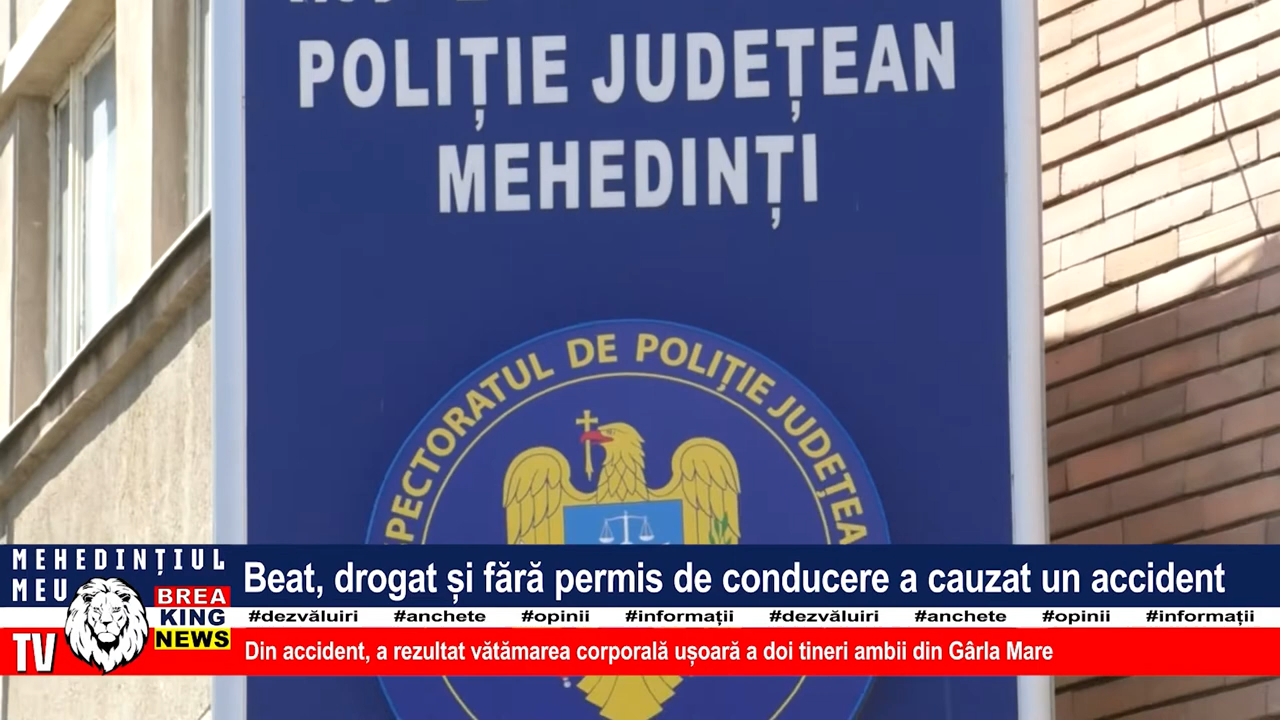 POLIȚIE JUDEȚEAN
MEHEDINȚI
PECTORATUL DE POLIȚIE JUDEȚEA
MEHEDINȚIUL
MEU
TV
BREA
KING
NEWS
Beat, drogat și fără permis de conducere a cauzat un accident
#dezvăluiri #anchete #opinii #informații #dezvăluiri #anchete #opinii #informații
Din accident, a rezultat vătămarea corporală ușoară a doi tineri ambii din Gârla Mare